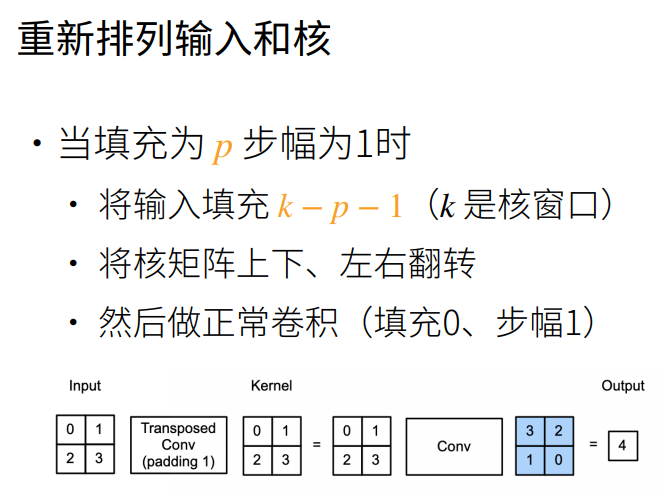 重新排列输入和核
• 当填充为 p 步幅为1时
• 将输入填充 k − p − 1（k 是核窗口）
• 将核矩阵上下、左右翻转
• 然后做正常卷积（填充0、步幅1）
Input Kernel Output
0 1
2 3
Transposed
Conv
(padding 1)
0 1
2 3
=
0 1
2 3
Conv
3 2
1 0
=
4